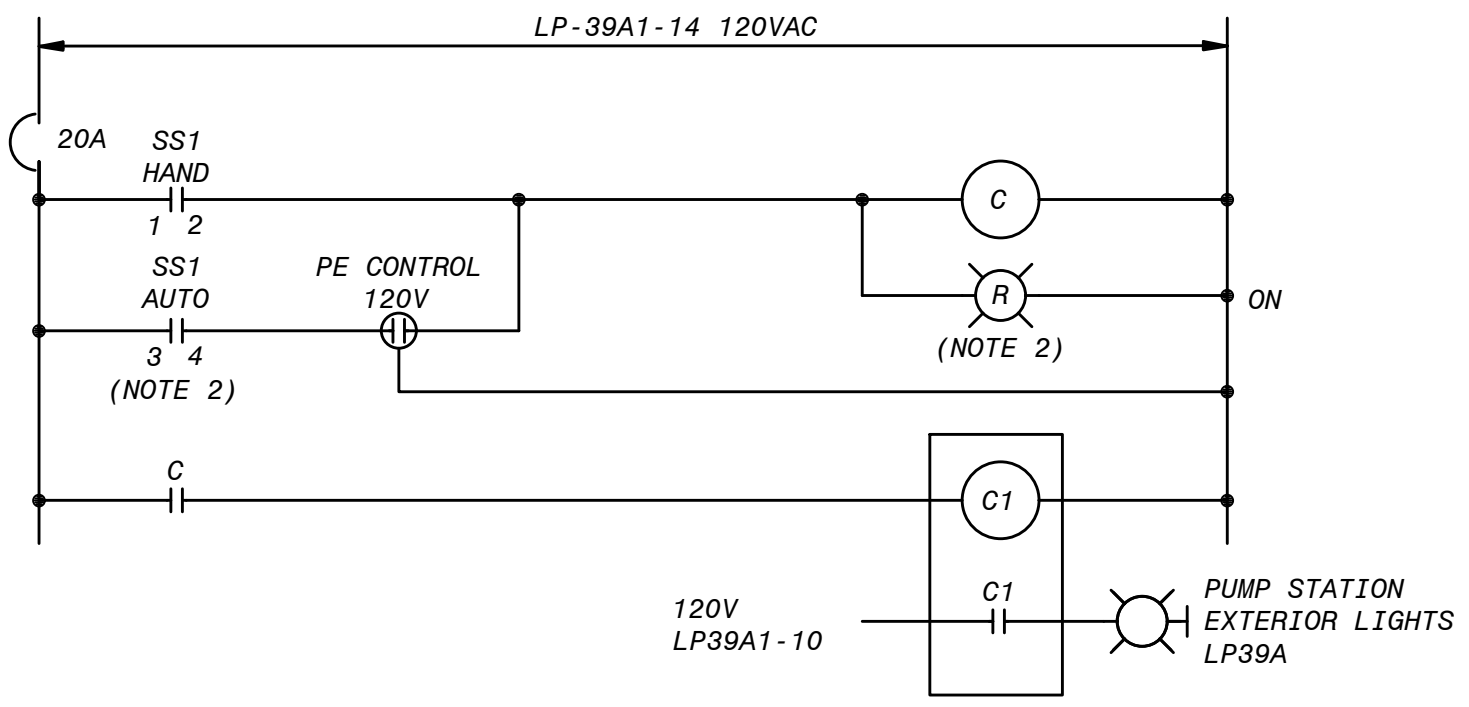 LP-39A1-14 120VAC
20A
SS1
HAND
1 2
C
SS1
AUTO
3 4
(NOTE 2)
PE CONTROL
120V
R
ON
(NOTE 2)
C
C1
C1
120V
LP39A1-10
PUMP STATION
EXTERIOR LIGHTS
LP39A